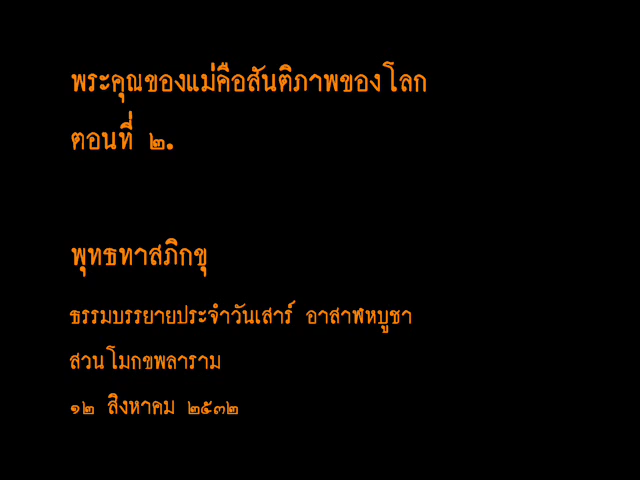 พระคุณของแม่คือสันติภาพของโลก
ตอนที่ ๒.
พุทธทาสภิกขุ
ธรรมบรรยายประจำวันเสาร์ อาสาฬหบูชา
สวนโมกขพลาราม
๑๒ สิงหาคม ๒๕๓๒